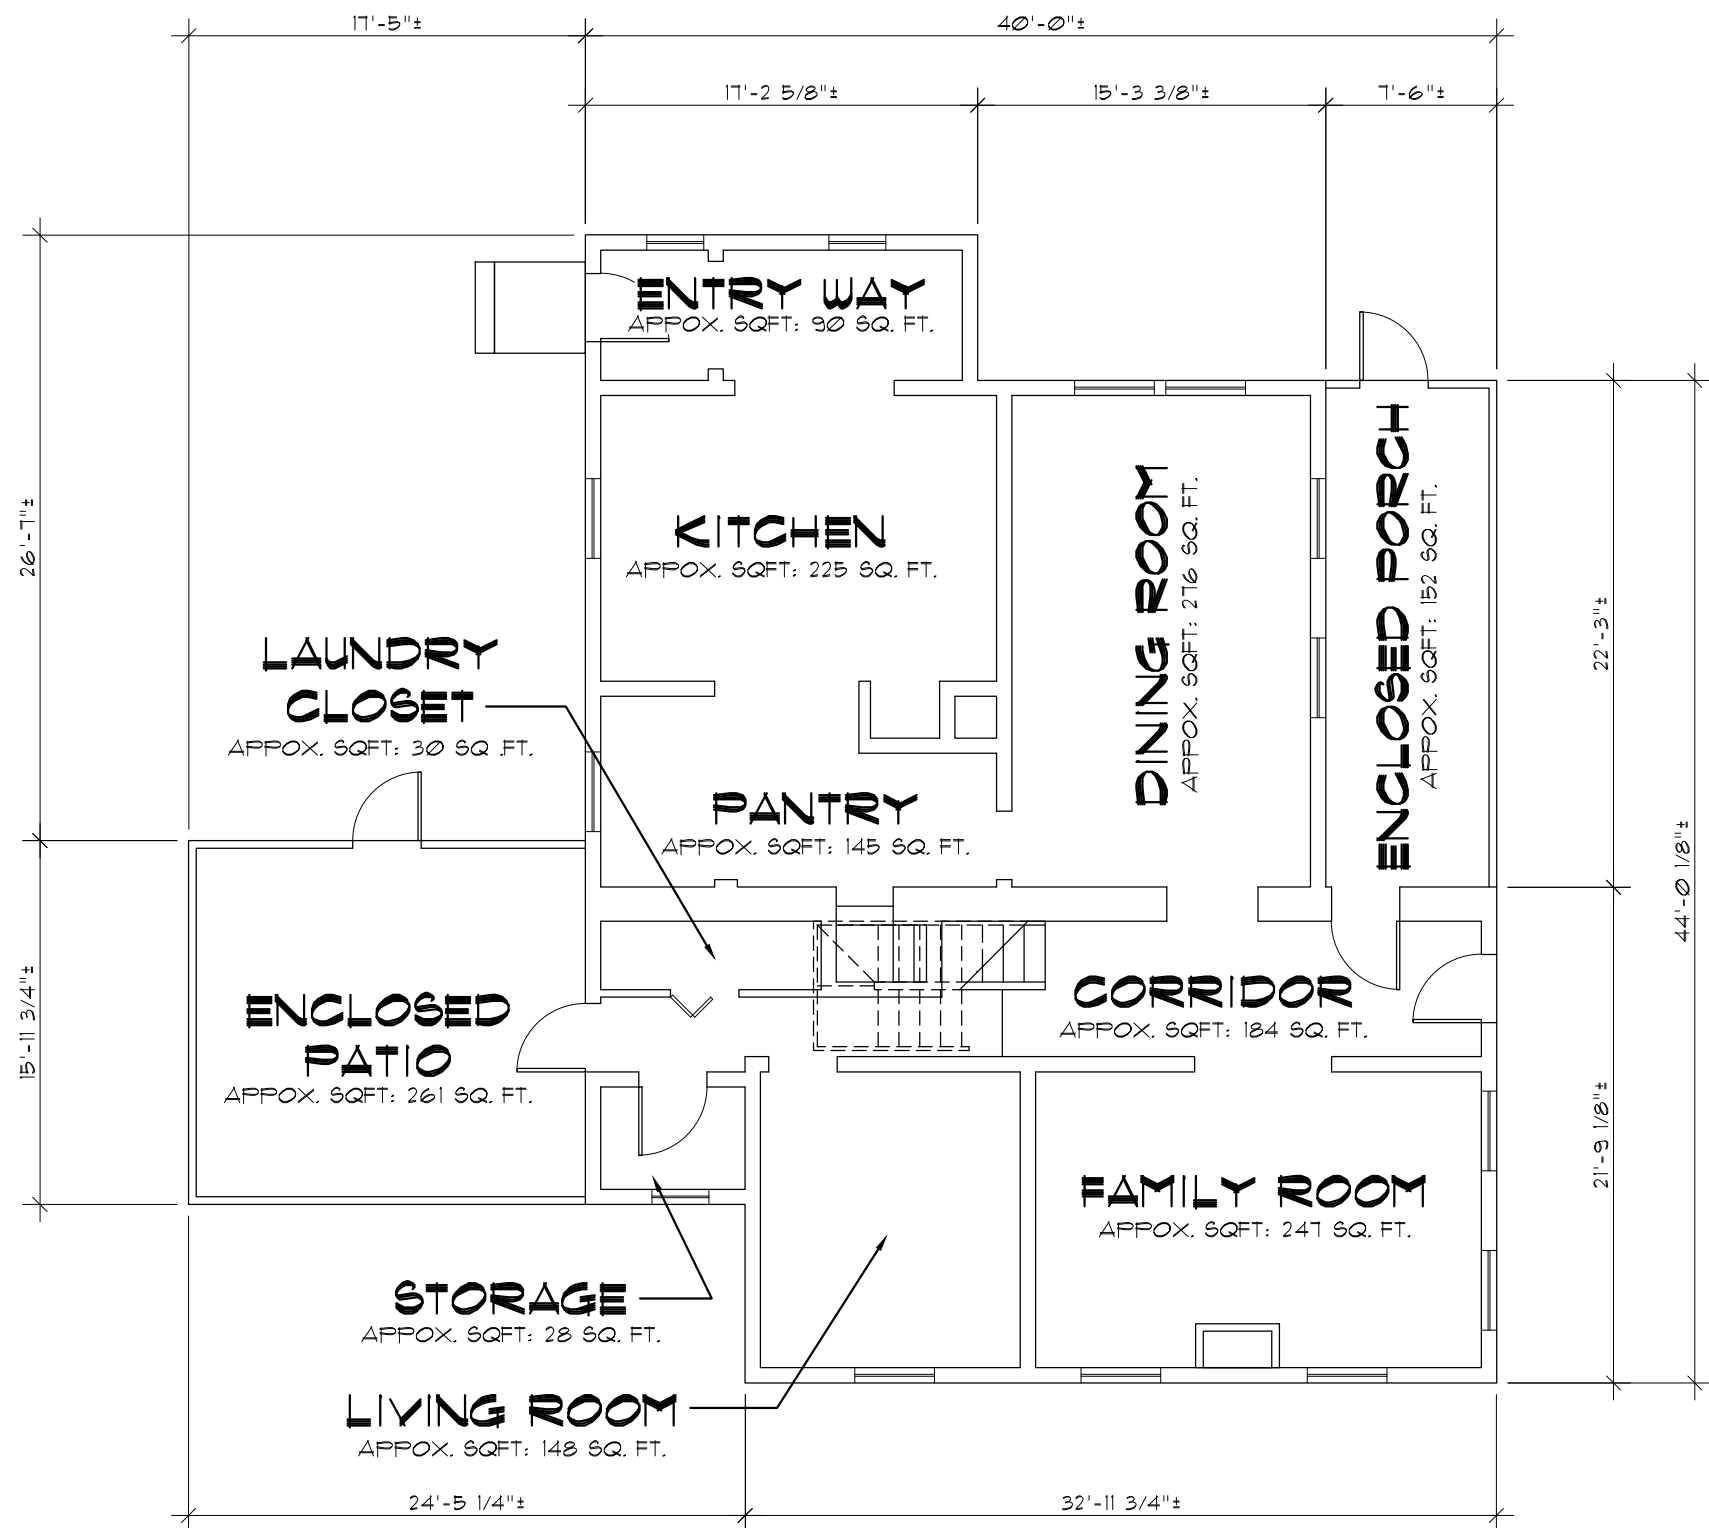 17'-5"±
40'-0"±
17'-2 5/8"±
15'-3 3/8"±
7'-6"±
ENTRY WAY
APPOX. SQFT: 90 SQ. FT.
KITCHEN
APPOX. SQFT: 225 SQ. FT.
DINING ROOM
APPOX. SQFT: 276 SQ. FT.
ENCLOSED PORCH
APPOX. SQFT: 152 SQ. FT.
26'-7"±
22'-3"±
44'-0 1/8"±
LAUNDRY
CLOSET
APPOX. SQFT: 30 SQ .FT.
PANTRY
APPOX. SQFT: 145 SQ. FT.
15'-11 3/4"±
ENCLOSED
PATIO
APPOX. SQFT: 261 SQ. FT.
CORRIDOR
APPOX. SQFT: 184 SQ. FT.
21'-9 1/8"±
FAMILY ROOM
APPOX. SQFT: 247 SQ. FT.
STORAGE
APPOX. SQFT: 28 SQ. FT.
LIVING ROOM
APPOX. SQFT: 148 SQ. FT.
24'-5 1/4"±
32'-11 3/4"±